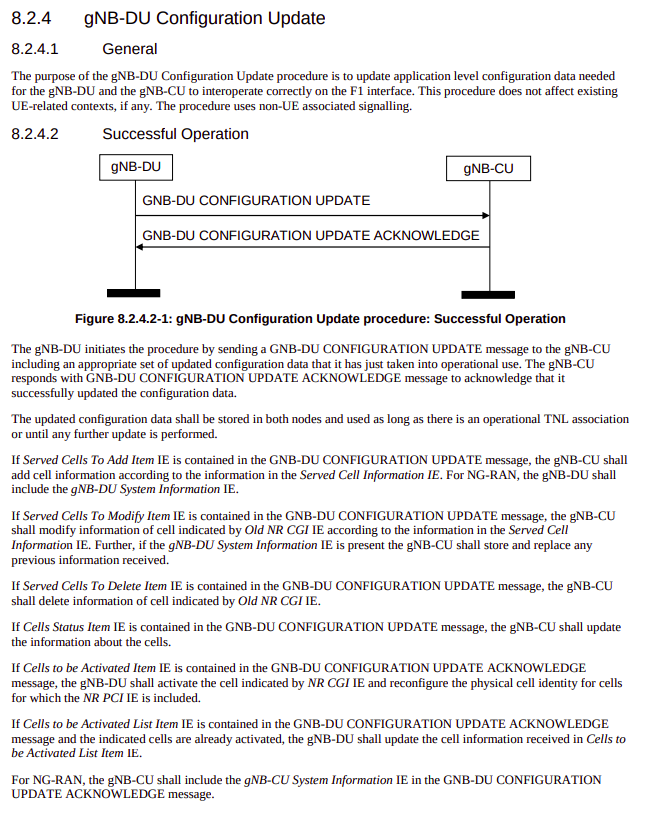 8.2.4 gNB-DU Configuration Update
8.2.4.1 General
The purpose of the gNB-DU Configuration Update procedure is to update application level configuration data needed
for the gNB-DU and the gNB-CU to interoperate correctly on the F1 interface. This procedure does not affect existing
UE-related contexts, if any. The procedure uses non-UE associated signalling.
8.2.4.2 Successful Operation
gNB-DU
gNB-CU
GNB-DU CONFIGURATION UPDATE
GNB-DU CONFIGURATION UPDATE ACKNOWLEDGE
Figure 8.2.4.2-1: gNB-DU Configuration Update procedure: Successful Operation
The gNB-DU initiates the procedure by sending a GNB-DU CONFIGURATION UPDATE message to the gNB-CU
including an appropriate set of updated configuration data that it has just taken into operational use. The gNB-CU
responds with GNB-DU CONFIGURATION UPDATE ACKNOWLEDGE message to acknowledge that it
successfully updated the configuration data.
The updated configuration data shall be stored in both nodes and used as long as there is an operational TNL association
or until any further update is performed.
If Served Cells To Add Item IE is contained in the GNB-DU CONFIGURATION UPDATE message, the gNB-CU shall
add cell information according to the information in the Served Cell Information IE. For NG-RAN, the gNB-DU shall
include the gNB-DU System Information IE.
If Served Cells To Modify Item IE is contained in the GNB-DU CONFIGURATION UPDATE message, the gNB-CU
shall modify information of cell indicated by Old NR CGI IE according to the information in the Served Cell
Information IE. Further, if the gNB-DU System Information IE is present the gNB-CU shall store and replace any
previous information received.
If Served Cells To Delete Item IE is contained in the GNB-DU CONFIGURATION UPDATE message, the gNB-CU
shall delete information of cell indicated by Old NR CGI IE.
If Cells Status Item IE is contained in the GNB-DU CONFIGURATION UPDATE message, the gNB-CU shall update
the information about the cells.
If Cells to be Activated Item IE is contained in the GNB-DU CONFIGURATION UPDATE ACKNOWLEDGE
message, the gNB-DU shall activate the cell indicated by NR CGI IE and reconfigure the physical cell identity for cells
for which the NR PCI IE is included.
If Cells to be Activated List Item IE is contained in the GNB-DU CONFIGURATION UPDATE ACKNOWLEDGE
message and the indicated cells are already activated, the gNB-DU shall update the cell information received in Cells to
be Activated List Item IE.
For NG-RAN, the gNB-CU shall include the gNB-CU System Information IE in the GNB-DU CONFIGURATION
UPDATE ACKNOWLEDGE message.